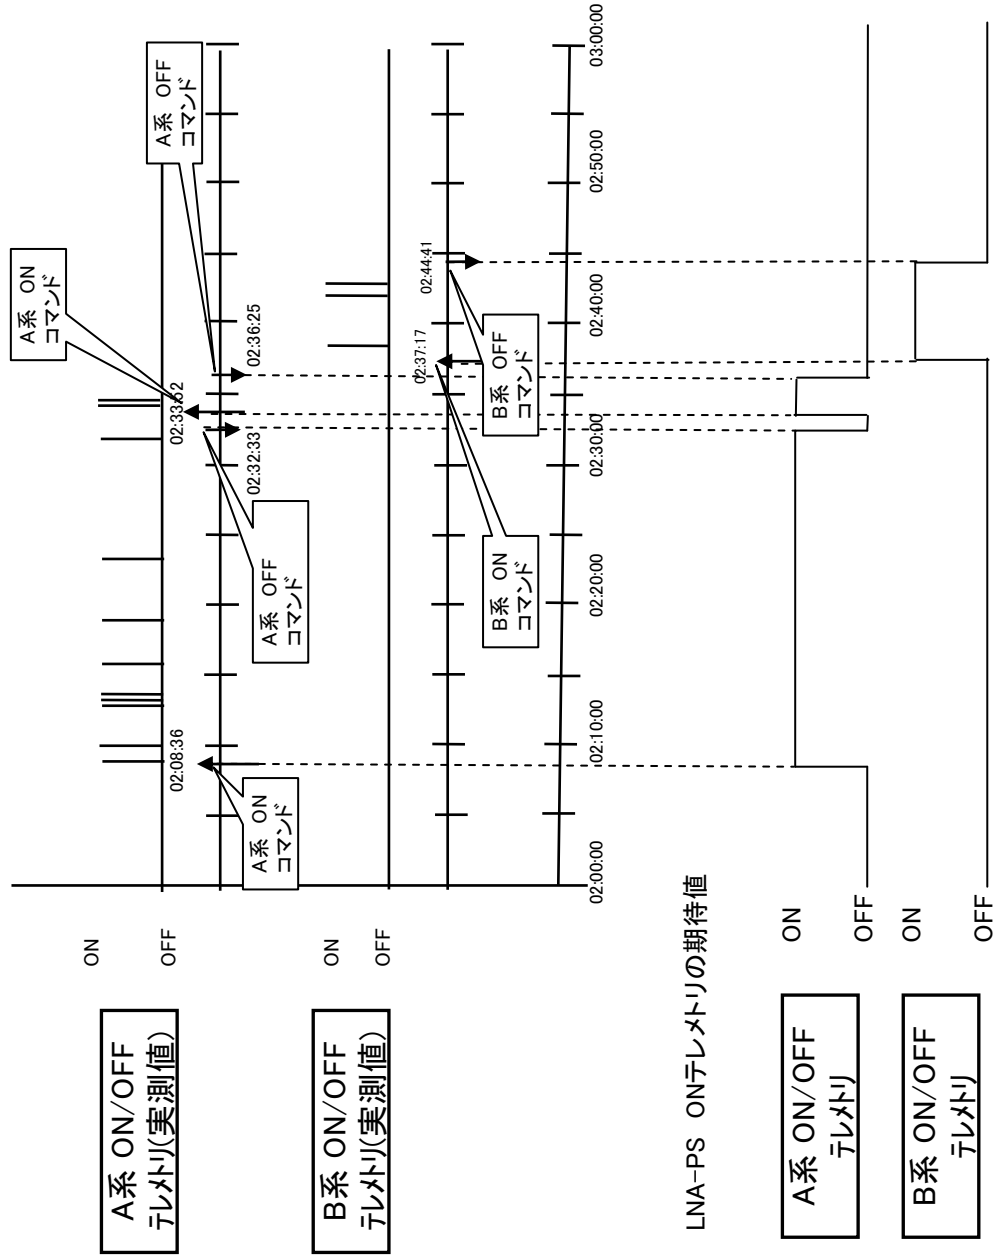 A系 ON/OFF
テレメトリ(実測値)
ON
OFF
A系 ON
コマンド
A系 OFF
コマンド
02:08:36
02:33:52
02:32:33
02:36:25
A系 ON
コマンド
A系 OFF
コマンド
B系 ON/OFF
テレメトリ(実測値)
ON
OFF
02:37:17
02:44:41
B系 ON
コマンド
B系 OFF
コマンド
02:00:00
02:10:00
02:20:00
02:30:00
02:40:00
02:50:00
03:00:00
LNA-PS ONテレメトリの期待値
A系 ON/OFF
テレメトリ
ON
OFF
B系 ON/OFF
テレメトリ
ON
OFF